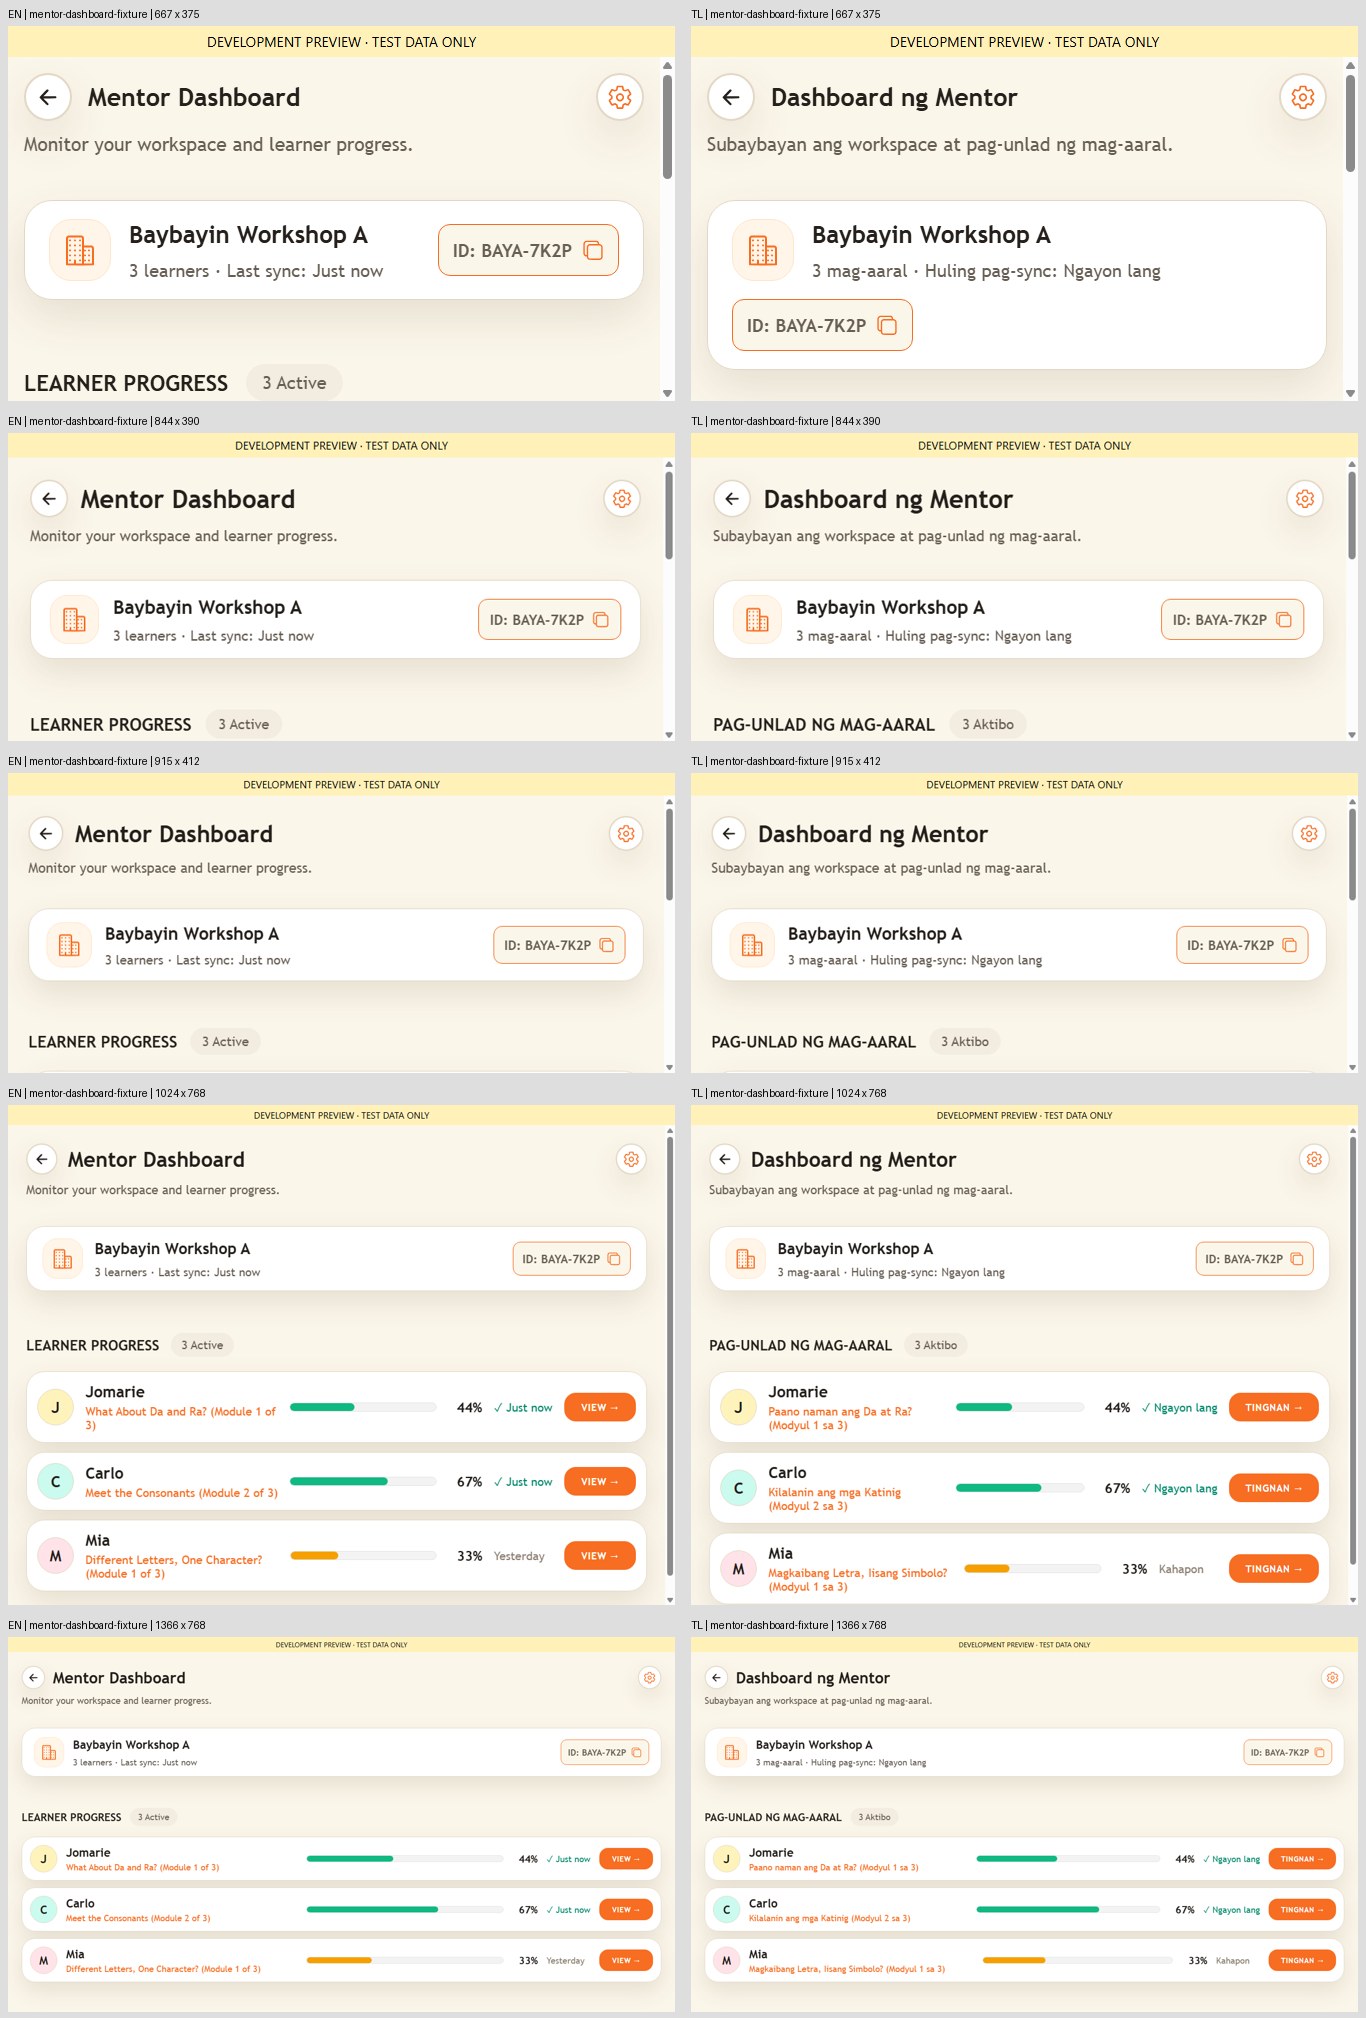 EN | mentor-dashboard-fixture | 667 x 375
DEVELOPMENT PREVIEW · TEST DATA ONLY
Mentor Dashboard
Monitor your workspace and learner progress.
Baybayin Workshop A
3 learners · Last sync: Just now
ID: BAYA-7K2P
LEARNER PROGRESS
3 Active
TL | mentor-dashboard-fixture | 667 x 375
DEVELOPMENT PREVIEW · TEST DATA ONLY
Dashboard ng Mentor
Subaybayan ang workspace at pag-unlad ng mag-aaral.
Baybayin Workshop A
3 mag-aaral · Huling pag-sync: Ngayon lang
ID: BAYA-7K2P
EN | mentor-dashboard-fixture | 844 x 390
DEVELOPMENT PREVIEW · TEST DATA ONLY
Mentor Dashboard
Monitor your workspace and learner progress.
Baybayin Workshop A
3 learners · Last sync: Just now
ID: BAYA-7K2P
LEARNER PROGRESS
3 Active
TL | mentor-dashboard-fixture | 844 x 390
DEVELOPMENT PREVIEW · TEST DATA ONLY
Dashboard ng Mentor
Subaybayan ang workspace at pag-unlad ng mag-aaral.
Baybayin Workshop A
3 mag-aaral · Huling pag-sync: Ngayon lang
ID: BAYA-7K2P
PAG-UNLAD NG MAG-AARAL
3 Aktibo
EN | mentor-dashboard-fixture | 915 x 412
DEVELOPMENT PREVIEW · TEST DATA ONLY
Mentor Dashboard
Monitor your workspace and learner progress.
Baybayin Workshop A
3 learners · Last sync: Just now
ID: BAYA-7K2P
LEARNER PROGRESS
3 Active
TL | mentor-dashboard-fixture | 915 x 412
DEVELOPMENT PREVIEW · TEST DATA ONLY
Dashboard ng Mentor
Subaybayan ang workspace at pag-unlad ng mag-aaral.
Baybayin Workshop A
3 mag-aaral · Huling pag-sync: Ngayon lang
ID: BAYA-7K2P
PAG-UNLAD NG MAG-AARAL
3 Aktibo
EN | mentor-dashboard-fixture | 1024 x 768
DEVELOPMENT PREVIEW · TEST DATA ONLY
Mentor Dashboard
Monitor your workspace and learner progress.
Baybayin Workshop A
3 learners · Last sync: Just now
ID: BAYA-7K2P
LEARNER PROGRESS
3 Active
J
Jomarie
What About Da and Ra? (Module 1 of
3)
44%
✓ Just now
VIEW →
C
Carlo
Meet the Consonants (Module 2 of 3)
67%
✓ Just now
VIEW →
M
Mia
Different Letters, One Character?
(Module 1 of 3)
33%
Yesterday
VIEW →
TL | mentor-dashboard-fixture | 1024 x 768
DEVELOPMENT PREVIEW · TEST DATA ONLY
Dashboard ng Mentor
Subaybayan ang workspace at pag-unlad ng mag-aaral.
Baybayin Workshop A
3 mag-aaral · Huling pag-sync: Ngayon lang
ID: BAYA-7K2P
PAG-UNLAD NG MAG-AARAL
3 Aktibo
J
Jomarie
Paano naman ang Da at Ra?
(Modyul 1 sa 3)
44%
✓ Ngayon lang
TINGNAN →
C
Carlo
Kilalanin ang mga Katinig
(Modyul 2 sa 3)
67%
✓ Ngayon lang
TINGNAN →
M
Mia
Magkaibang Letra, Iisang Simbolo?
(Modyul 1 sa 3)
33%
Kahapon
TINGNAN →
EN | mentor-dashboard-fixture | 1366 x 768
DEVELOPMENT PREVIEW · TEST DATA ONLY
Mentor Dashboard
Monitor your workspace and learner progress.
Baybayin Workshop A
3 learners · Last sync: Just now
ID: BAYA-7K2P
LEARNER PROGRESS
3 Active
J
Jomarie
What About Da and Ra? (Module 1 of 3)
44%
✓ Just now
VIEW →
C
Carlo
Meet the Consonants (Module 2 of 3)
67%
✓ Just now
VIEW →
M
Mia
Different Letters, One Character? (Module 1 of 3)
33%
Yesterday
VIEW →
TL | mentor-dashboard-fixture | 1366 x 768
DEVELOPMENT PREVIEW · TEST DATA ONLY
Dashboard ng Mentor
Subaybayan ang workspace at pag-unlad ng mag-aaral.
Baybayin Workshop A
3 mag-aaral · Huling pag-sync: Ngayon lang
ID: BAYA-7K2P
PAG-UNLAD NG MAG-AARAL
3 Aktibo
J
Jomarie
Paano naman ang Da at Ra? (Modyul 1 sa 3)
44%
✓ Ngayon lang
TINGNAN →
C
Carlo
Kilalanin ang mga Katinig (Modyul 2 sa 3)
67%
✓ Ngayon lang
TINGNAN →
M
Mia
Magkaibang Letra, Iisang Simbolo? (Modyul 1 sa 3)
33%
Kahapon
TINGNAN →